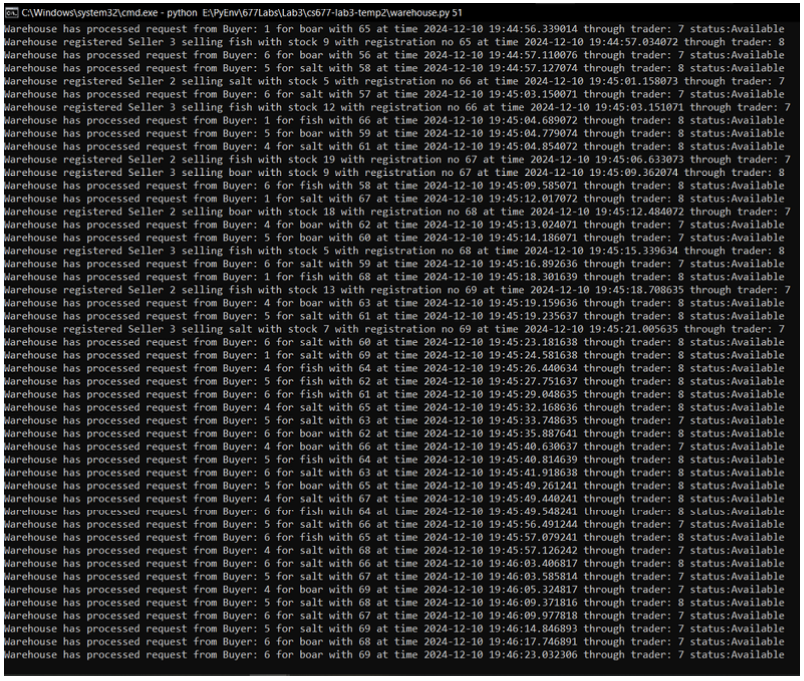 C:\Windows\system32\cmd.exe - python E:\PyEnv\677Labs\Lab3\cs677-lab3-temp2\warehouse.py 51
Warehouse has processed request from Buyer: 1 for boar with 65 at time 2024-12-10 19:44:56.339014 through trader: 7 status:Available
Warehouse registered Seller 3 selling fish with stock 9 with registration no 65 at time 2024-12-10 19:44:57.034072 through trader: 8
Warehouse has processed request from Buyer: 6 for boar with 56 at time 2024-12-10 19:44:57.110076 through trader: 7 status:Available
Warehouse has processed request from Buyer: 5 for salt with 58 at time 2024-12-10 19:44:57.127074 through trader: 8 status:Available
Warehouse registered Seller 2 selling salt with stock 5 with registration no 66 at time 2024-12-10 19:45:01.158073 through trader: 7
Warehouse has processed request from Buyer: 6 for salt with 57 at time 2024-12-10 19:45:03.150071 through trader: 7 status:Available
Warehouse registered Seller 3 selling fish with stock 12 with registration no 66 at time 2024-12-10 19:45:03.151071 through trader: 7
Warehouse has processed request from Buyer: 1 for fish with 66 at time 2024-12-10 19:45:04.689072 through trader: 8 status:Available
Warehouse has processed request from Buyer: 5 for boar with 59 at time 2024-12-10 19:45:04.779074 through trader: 8 status:Available
Warehouse has processed request from Buyer: 4 for salt with 61 at time 2024-12-10 19:45:04.854072 through trader: 8 status:Available
Warehouse registered Seller 2 selling fish with stock 19 with registration no 67 at time 2024-12-10 19:45:06.633073 through trader: 7
Warehouse registered Seller 3 selling boar with stock 9 with registration no 67 at time 2024-12-10 19:45:09.362074 through trader: 8
Warehouse has processed request from Buyer: 6 for fish with 58 at time 2024-12-10 19:45:09.585071 through trader: 8 status:Available
Warehouse has processed request from Buyer: 1 for salt with 67 at time 2024-12-10 19:45:12.017072 through trader: 8 status:Available
Warehouse registered Seller 2 selling boar with stock 18 with registration no 68 at time 2024-12-10 19:45:12.484072 through trader: 7
Warehouse has processed request from Buyer: 4 for boar with 62 at time 2024-12-10 19:45:13.024071 through trader: 7 status:Available
Warehouse has processed request from Buyer: 5 for boar with 60 at time 2024-12-10 19:45:14.186071 through trader: 7 status:Available
Warehouse registered Seller 3 selling fish with stock 5 with registration no 68 at time 2024-12-10 19:45:15.339634 through trader: 8
Warehouse has processed request from Buyer: 6 for salt with 59 at time 2024-12-10 19:45:16.892636 through trader: 7 status:Available
Warehouse has processed request from Buyer: 1 for fish with 68 at time 2024-12-10 19:45:18.301639 through trader: 8 status:Available
Warehouse registered Seller 2 selling fish with stock 13 with registration no 69 at time 2024-12-10 19:45:18.708635 through trader: 7
Warehouse has processed request from Buyer: 4 for boar with 63 at time 2024-12-10 19:45:19.159636 through trader: 8 status:Available
Warehouse has processed request from Buyer: 5 for salt with 61 at time 2024-12-10 19:45:19.235637 through trader: 8 status:Available
Warehouse registered Seller 3 selling salt with stock 7 with registration no 69 at time 2024-12-10 19:45:21.005635 through trader: 7
Warehouse has processed request from Buyer: 6 for salt with 60 at time 2024-12-10 19:45:23.181638 through trader: 8 status:Available
Warehouse has processed request from Buyer: 1 for salt with 69 at time 2024-12-10 19:45:24.581638 through trader: 8 status:Available
Warehouse has processed request from Buyer: 4 for fish with 64 at time 2024-12-10 19:45:26.440634 through trader: 7 status:Available
Warehouse has processed request from Buyer: 5 for fish with 62 at time 2024-12-10 19:45:27.751637 through trader: 8 status:Available
Warehouse has processed request from Buyer: 6 for fish with 61 at time 2024-12-10 19:45:29.048635 through trader: 8 status:Available
Warehouse has processed request from Buyer: 4 for salt with 65 at time 2024-12-10 19:45:32.168636 through trader: 8 status:Available
Warehouse has processed request from Buyer: 5 for salt with 63 at time 2024-12-10 19:45:33.748635 through trader: 7 status:Available
Warehouse has processed request from Buyer: 6 for boar with 62 at time 2024-12-10 19:45:35.887641 through trader: 8 status:Available
Warehouse has processed request from Buyer: 4 for boar with 66 at time 2024-12-10 19:45:40.630637 through trader: 7 status:Available
Warehouse has processed request from Buyer: 5 for fish with 64 at time 2024-12-10 19:45:40.814639 through trader: 8 status:Available
Warehouse has processed request from Buyer: 6 for salt with 63 at time 2024-12-10 19:45:41.918638 through trader: 8 status:Available
Warehouse has processed request from Buyer: 5 for boar with 65 at time 2024-12-10 19:45:49.261241 through trader: 8 status:Available
Warehouse has processed request from Buyer: 4 for salt with 67 at time 2024-12-10 19:45:49.440241 through trader: 8 status:Available
Warehouse has processed request from Buyer: 6 for fish with 64 at time 2024-12-10 19:45:49.548241 through trader: 8 status:Available
Warehouse has processed request from Buyer: 5 for salt with 66 at time 2024-12-10 19:45:56.491244 through trader: 7 status:Available
Warehouse has processed request from Buyer: 6 for fish with 65 at time 2024-12-10 19:45:57.079241 through trader: 8 status:Available
Warehouse has processed request from Buyer: 4 for salt with 68 at time 2024-12-10 19:45:57.126242 through trader: 7 status:Available
Warehouse has processed request from Buyer: 6 for salt with 66 at time 2024-12-10 19:46:03.406817 through trader: 8 status:Available
Warehouse has processed request from Buyer: 5 for salt with 67 at time 2024-12-10 19:46:03.585814 through trader: 7 status:Available
Warehouse has processed request from Buyer: 4 for boar with 69 at time 2024-12-10 19:46:05.324817 through trader: 7 status:Available
Warehouse has processed request from Buyer: 5 for salt with 68 at time 2024-12-10 19:46:09.371816 through trader: 8 status:Available
Warehouse has processed request from Buyer: 6 for salt with 67 at time 2024-12-10 19:46:09.977818 through trader: 7 status:Available
Warehouse has processed request from Buyer: 5 for salt with 69 at time 2024-12-10 19:46:14.846893 through trader: 7 status:Available
Warehouse has processed request from Buyer: 6 for boar with 68 at time 2024-12-10 19:46:17.746891 through trader: 7 status:Available
Warehouse has processed request from Buyer: 6 for boar with 69 at time 2024-12-10 19:46:23.032306 through trader: 7 status:Available